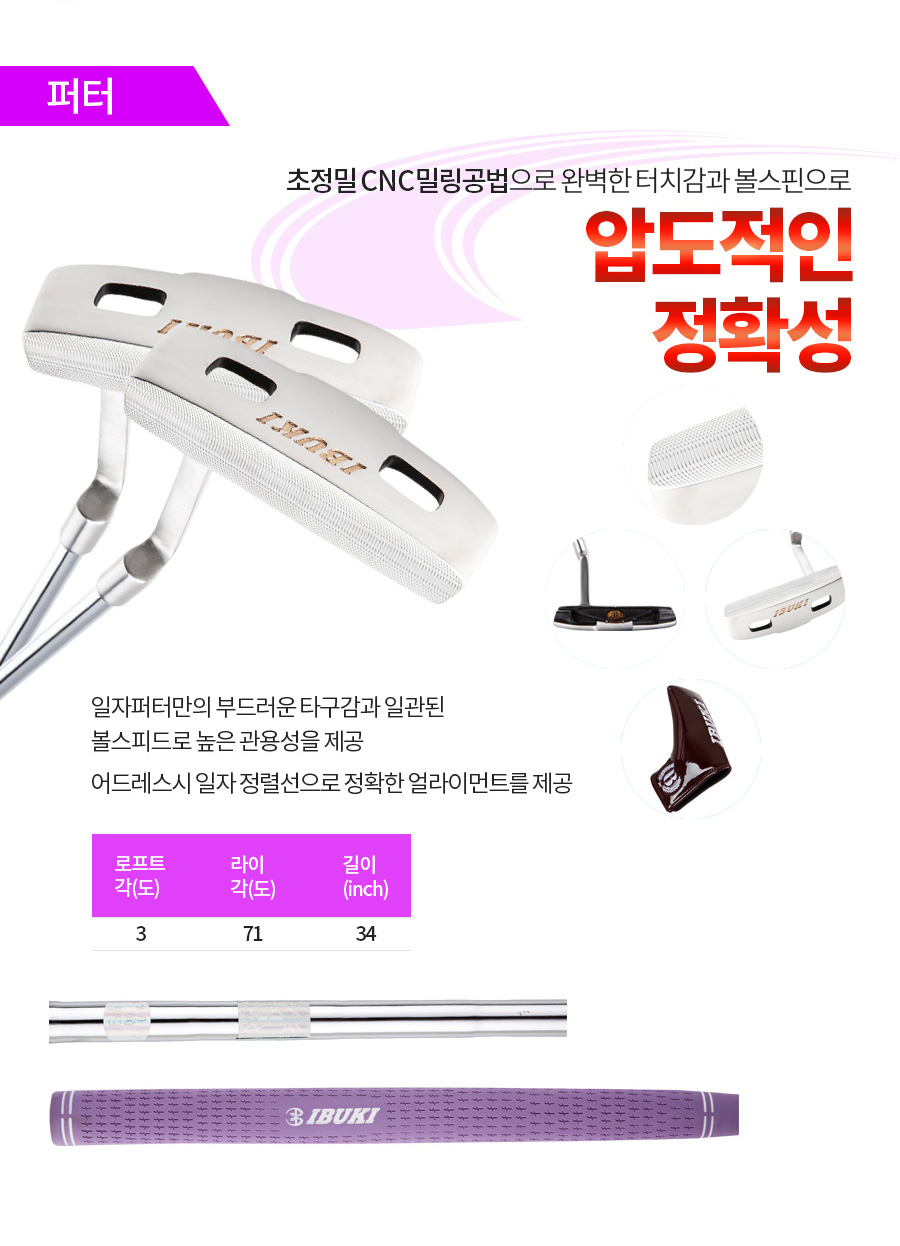 퍼터
초정밀 CNC밀링공법으로 완벽한 터치감과 볼스핀으로
압도적인
정확성
IBUKI
IBUKI
IBUKI
IBUKI
일자퍼터만의 부드러운 타구감과 일관된
볼스피드로 높은 관용성을 제공
어드레스시 일자 정렬선으로 정확한 얼라이먼트를 제공
로프트 각(도) 라이 각(도) 길이 (inch)
3 71 34
IBUKI